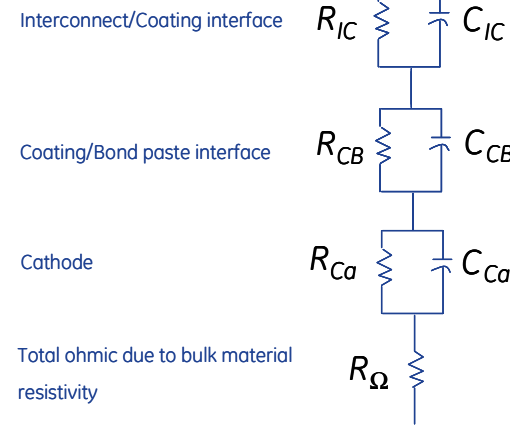 Interconnect/Coating interface R_IC C_IC
Coating/Bond paste interface R_CB C_CB
Cathode R_Ca C_Ca
Total ohmic due to bulk material
resistivity R_Ω